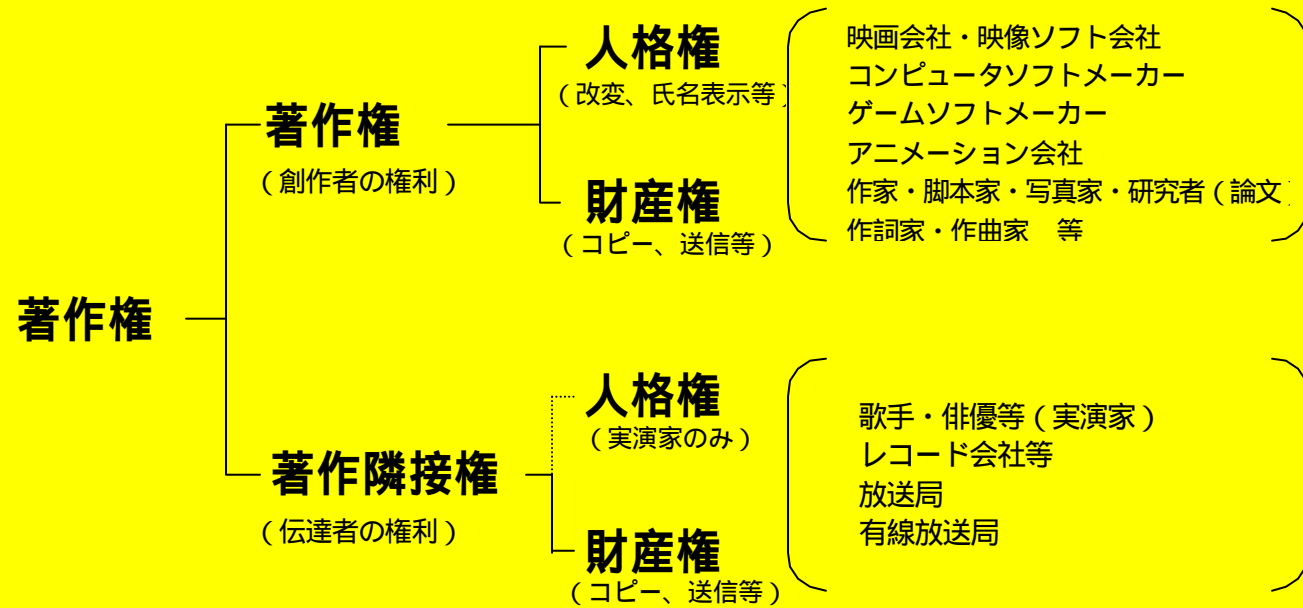 著作権
著作権
（創作者の権利）
人格権
（改変、氏名表示等）
財産権
（コピー、送信等）
映画会社・映像ソフト会社
コンピュータソフトメーカー
ゲームソフトメーカー
アニメーション会社
作家・脚本家・写真家・研究者（論文）
作詞家・作曲家　等
著作隣接権
（伝達者の権利）
人格権
（実演家のみ）
財産権
（コピー、送信等）
歌手・俳優等（実演家）
レコード会社等
放送局
有線放送局